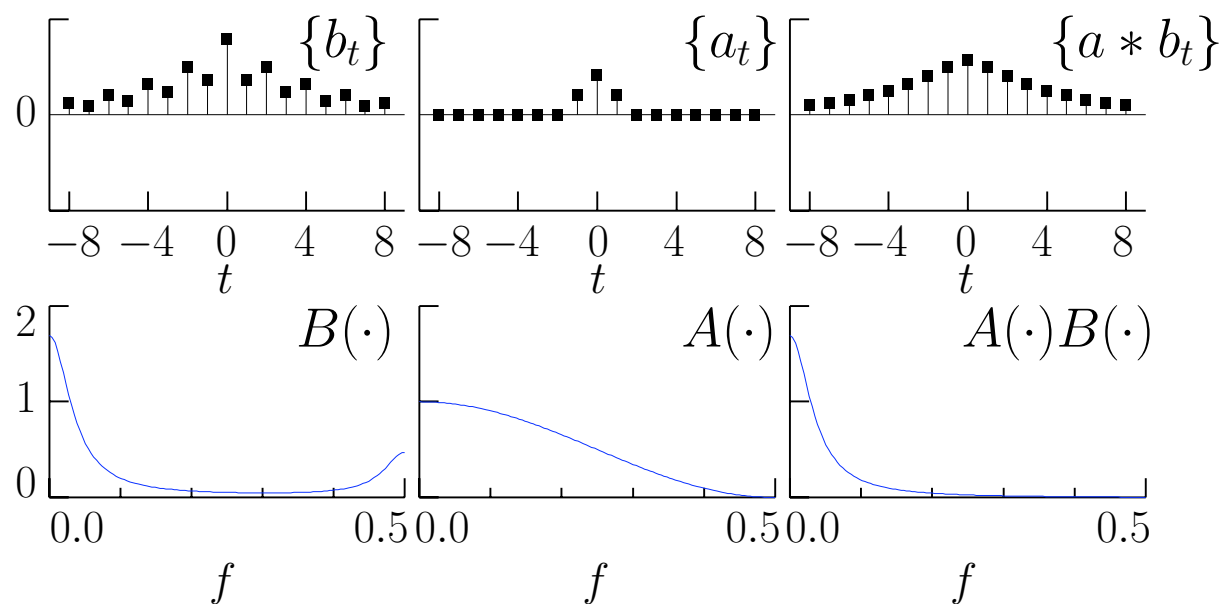 {b_t} {a_t} {a ∗ b_t}
0
−8 −4 0 4 8 −8 −4 0 4 8 −8 −4 0 4 8
t t t
2 B(·) A(·) A(·)B(·)
1
0
0.0 0.5 0.0 0.5 0.0 0.5
f f f